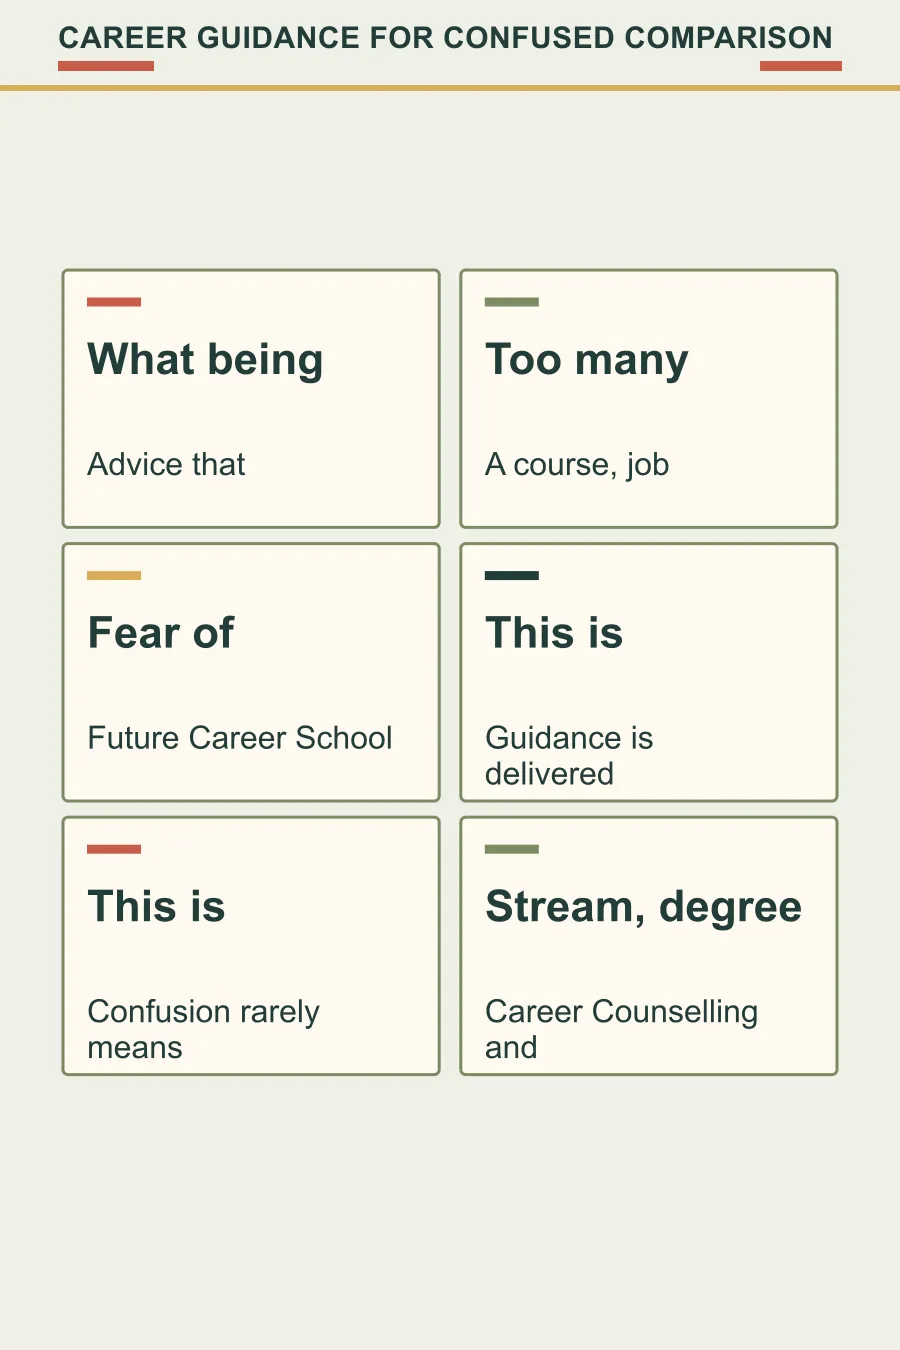 CAREER GUIDANCE FOR CONFUSED COMPARISON
What being
Advice that
Too many
A course, job
Fear of
Future Career School
This is
Guidance is
delivered
This is
Confusion rarely
means
Stream, degree
Career Counselling
and